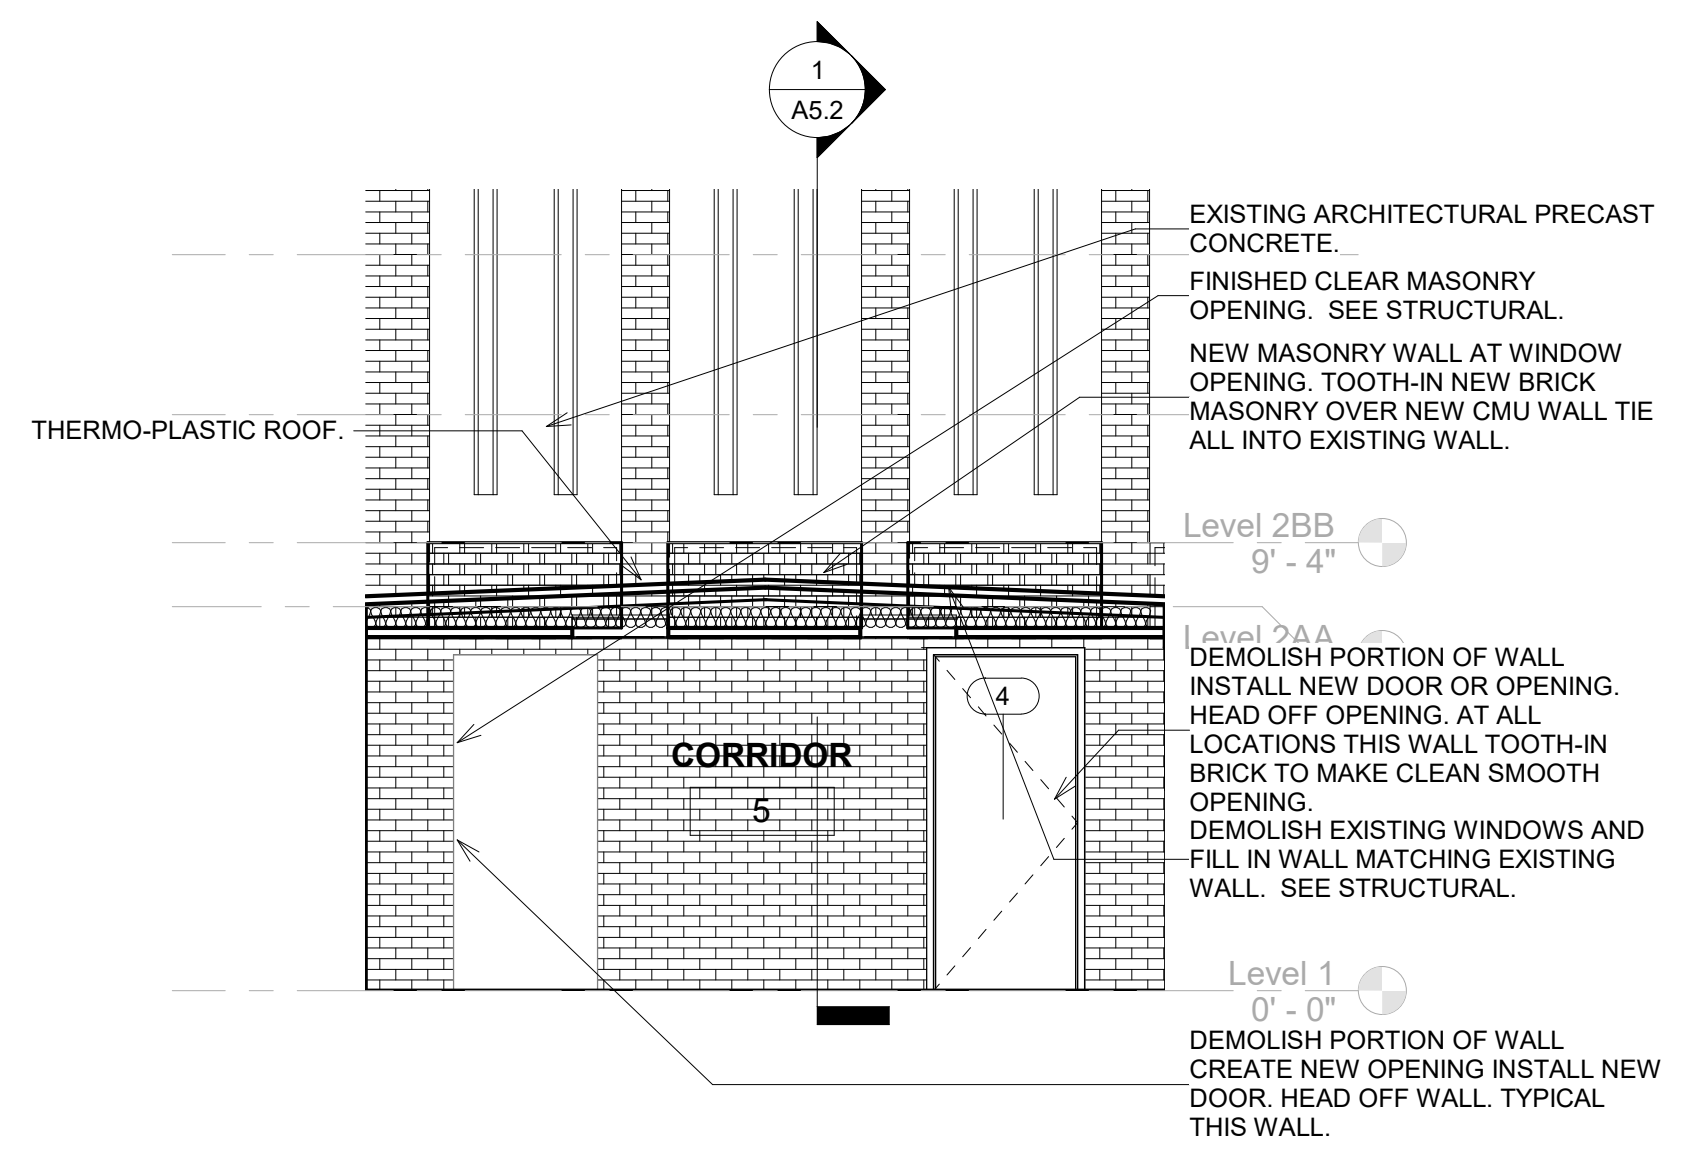 1
A5.2
EXISTING ARCHITECTURAL PRECAST
CONCRETE.
FINISHED CLEAR MASONRY
OPENING. SEE STRUCTURAL.
NEW MASONRY WALL AT WINDOW
OPENING. TOOTH-IN NEW BRICK
MASONRY OVER NEW CMU WALL TIE
ALL INTO EXISTING WALL.
THERMO-PLASTIC ROOF.
Level 2BB
9' - 4"
Level 2AA
DEMOLISH PORTION OF WALL
INSTALL NEW DOOR OR OPENING.
HEAD OFF OPENING. AT ALL
LOCATIONS THIS WALL TOOTH-IN
BRICK TO MAKE CLEAN SMOOTH
OPENING.
4
CORRIDOR
5
DEMOLISH EXISTING WINDOWS AND
FILL IN WALL MATCHING EXISTING
WALL. SEE STRUCTURAL.
Level 1
0' - 0"
DEMOLISH PORTION OF WALL
CREATE NEW OPENING INSTALL NEW
DOOR. HEAD OFF WALL. TYPICAL
THIS WALL.